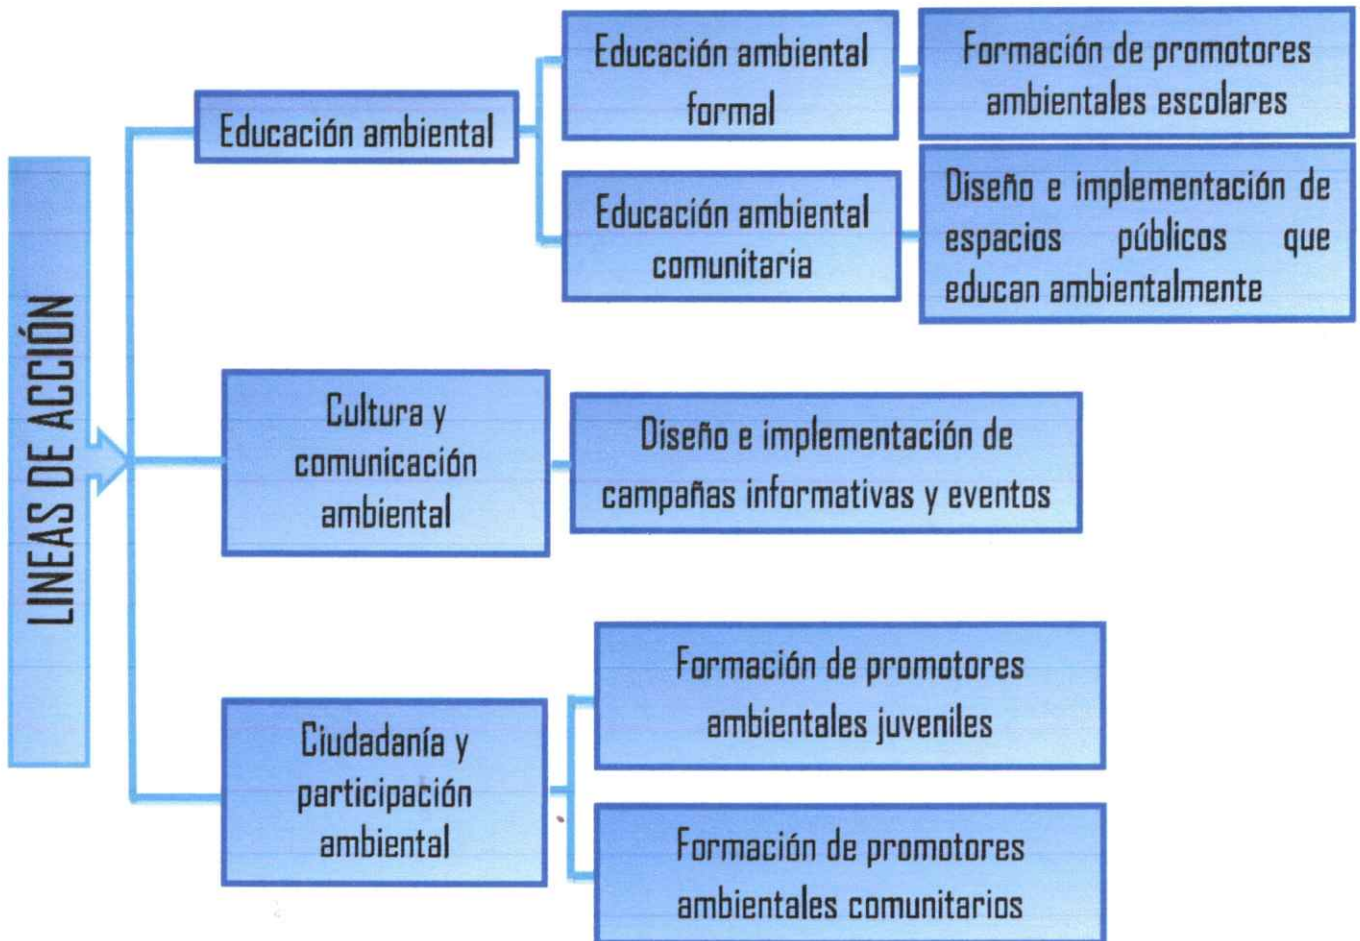 LINEAS DE ACCIÓN
Educación ambiental
Educación ambiental
formal
Formación de promotores
ambientales escolares
Educación ambiental
comunitaria
Diseño e implementación de
espacios públicos que
educan ambientalmente
Cultura y
comunicación
ambiental
Diseño e implementación de
campañas informativas y eventos
Ciudadanía y
participación
ambiental
Formación de promotores
ambientales juveniles
Formación de promotores
ambientales comunitarios